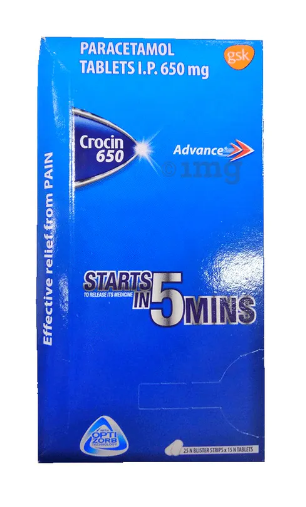 PARACETAMOL
TABLETS I.P. 650 mg
gsk
Crocin
650
Advance
1mg
Effective relief from PAIN
STARTS
TO RELEASE ITS MEDICINE
IN 5 MINS
OPTI
ZORB
23 N BLISTER STRIPS x 15 N TABLETS